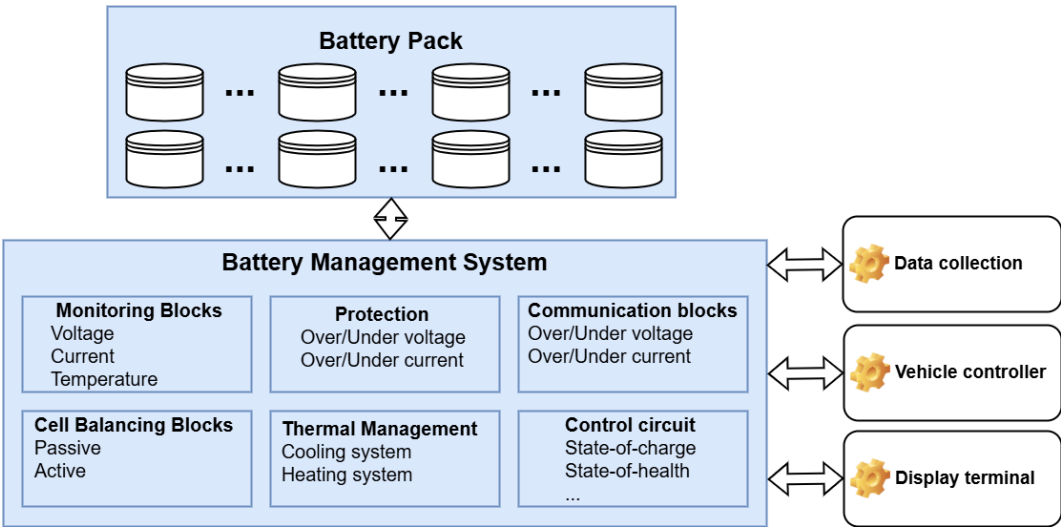 Battery Pack
... ... ...
... ... ...
Battery Management System
Monitoring Blocks
Voltage
Current
Temperature
Protection
Over/Under voltage
Over/Under current
Communication blocks
Over/Under voltage
Over/Under current
Cell Balancing Blocks
Passive
Active
Thermal Management
Cooling system
Heating system
Control circuit
State-of-charge
State-of-health
...
Data collection
Vehicle controller
Display terminal